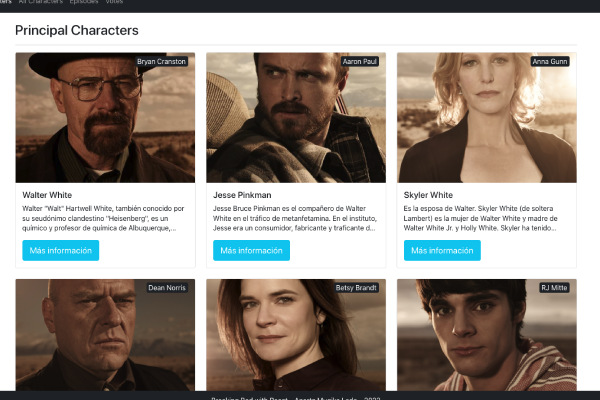 All Characters Episodes Votes
Principal Characters
Bryan Cranston
Aaron Paul
Anna Gunn
Walter White
Walter "Walt" Hartwell White, también conocido por
su seudónimo clandestino "Heisenberg", es un
químico y profesor de química de Albuquerque,...
Más información
Jesse Pinkman
Jesse Bruce Pinkman es el compañero de Walter
White en el tráfico de metanfetamina. En el instituto,
Jesse era un consumidor, fabricante y traficante d...
Más información
Skyler White
Es la esposa de Walter. Skyler White (de soltera
Lambert) es la mujer de Walter White y madre de
Walter White Jr. y Holly White. Skyler ha tenido...
Más información
Dean Norris
Betsy Brandt
RJ Mitte